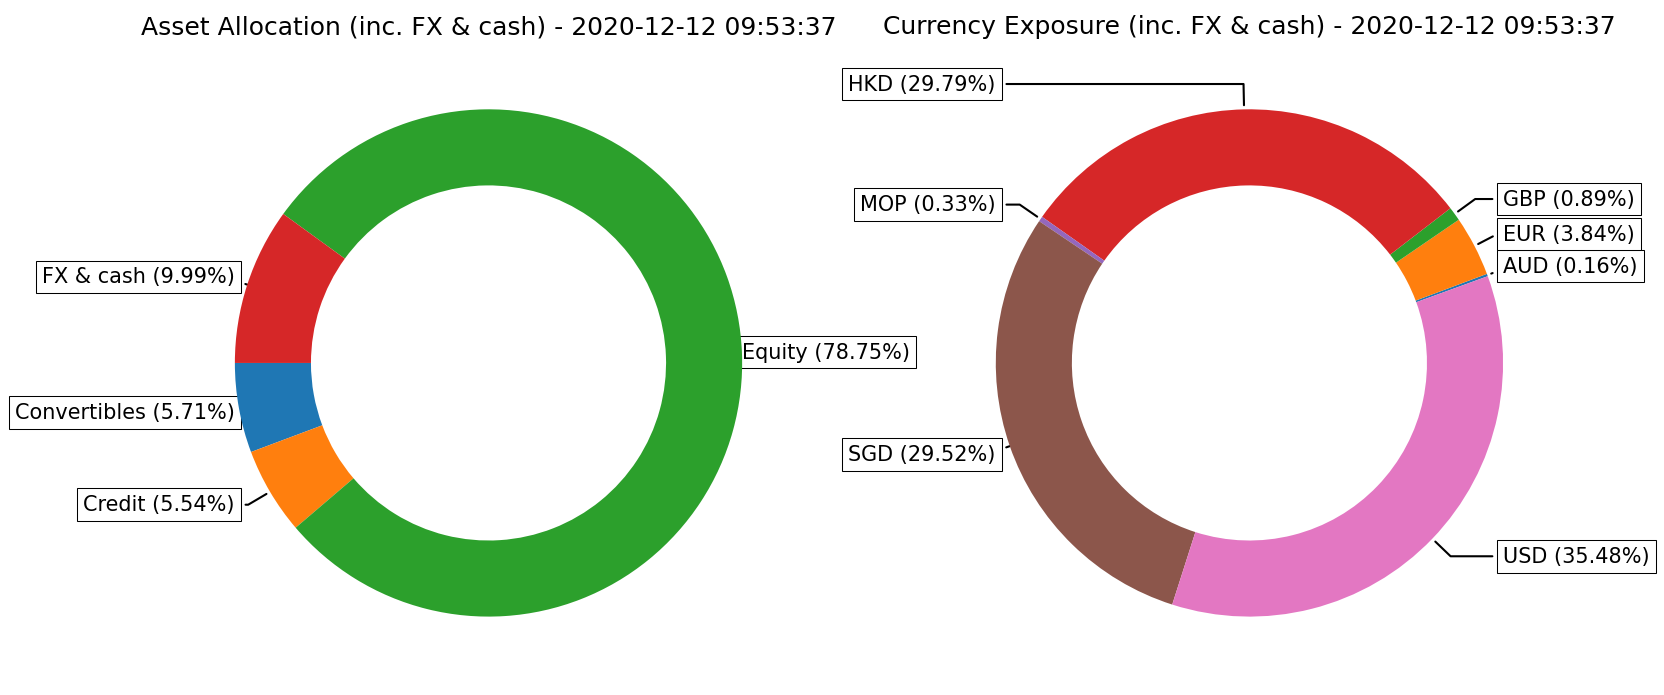 Asset Allocation (inc. FX & cash) - 2020-12-12 09:53:37
FX & cash (9.99%)
Equity (78.75%)
Convertibles (5.71%)
Credit (5.54%)
Currency Exposure (inc. FX & cash) - 2020-12-12 09:53:37
HKD (29.79%)
MOP (0.33%)
GBP (0.89%)
EUR (3.84%)
AUD (0.16%)
SGD (29.52%)
USD (35.48%)